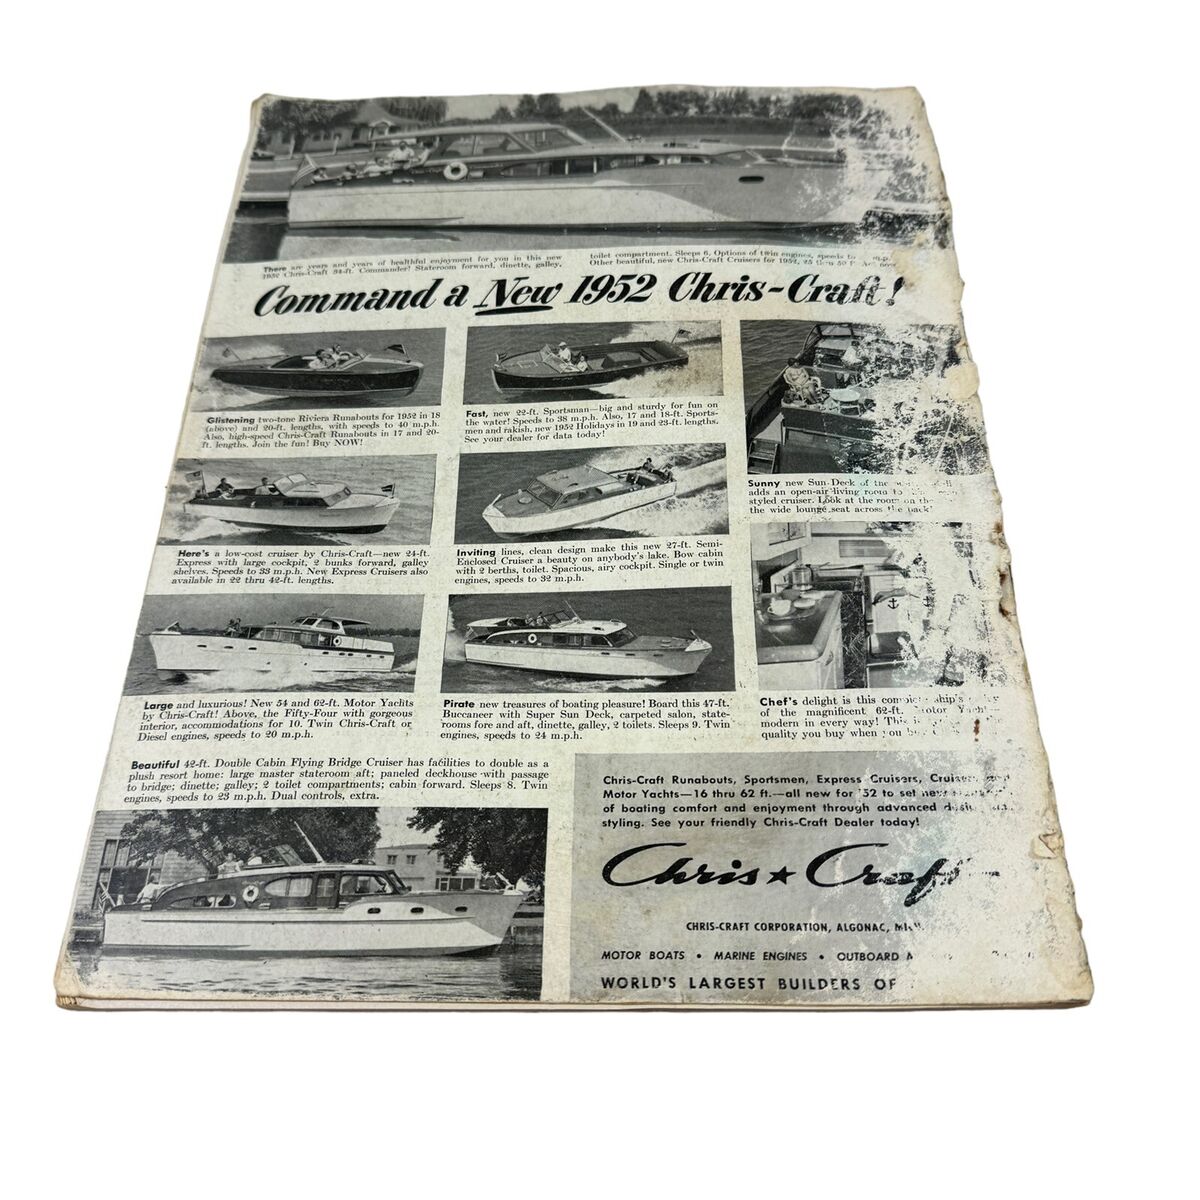 There are years and years of healthful enjoyment for you in this new
1952 Chris-Craft 34-ft. Commander! Stateroom forward, dinette, galley,
toilet compartment. Sleeps 6. Options of twin engines, speeds to m.p.h.
Other beautiful, new Chris-Craft Cruisers for 1952, 25 thru 50
Command a New 1952 Chris-Craft!
Glistening two-tone Riviera Runabouts for 1952 in 18
(above) and 20-ft. lengths, with speeds to 40 m.p.h.
Also, high-speed Chris-Craft Runabouts in 17 and 20-
ft. lengths. Join the fun! Buy NOW!
Fast, new 22-ft. Sportsman—big and sturdy for fun on
the water! Speeds to 38 m.p.h. Also, 17 and 18-ft. Sports-
men and rakish, new 1952 Holidays in 19 and 23-ft. lengths.
See your dealer for data today!
Sunny new Sun Deck of the
adds an open-air living room to
styled cruiser. Look at the room on the
the wide lounge seat across the back!
Here's a low-cost cruiser by Chris-Craft—new 24-ft.
Express with large cockpit, 2 bunks forward, galley
shelves. Speeds to 33 m.p.h. New Express Cruisers also
available in 22 thru 42-ft. lengths.
Inviting lines, clean design make this new 27-ft. Semi-
Enclosed Cruiser a beauty on anybody's lake. Bow cabin
with 2 berths, toilet. Spacious, airy cockpit. Single or twin
engines, speeds to 32 m.p.h.
Large and luxurious! New 54 and 62-ft. Motor Yachts
by Chris-Craft! Above, the Fifty-Four with gorgeous
interior, accommodations for 10. Twin Chris-Craft or
Diesel engines, speeds to 20 m.p.h.
Pirate new treasures of boating pleasure! Board this 47-ft.
Buccaneer with Super Sun Deck, carpeted salon, state-
rooms fore and aft, dinette, galley, 2 toilets. Sleeps 9. Twin
engines, speeds to 24 m.p.h.
Chef's delight is this complete ship's galley
of the magnificent 62-ft. Motor Yacht—
modern in every way! This is
quality you buy when you buy
Beautiful 42-ft. Double Cabin Flying Bridge Cruiser has facilities to double as a
plush resort home: large master stateroom aft; paneled deckhouse with passage
to bridge; dinette; galley; 2 toilet compartments; cabin forward. Sleeps 8. Twin
engines, speeds to 23 m.p.h. Dual controls, extra.
Chris-Craft Runabouts, Sportsmen, Express Cruisers, Cruisers, and
Motor Yachts—16 thru 62 ft.—all new for '52 to set new
of boating comfort and enjoyment through advanced design and
styling. See your friendly Chris-Craft Dealer today!
Chris ★ Craft
CHRIS-CRAFT CORPORATION, ALGONAC, MICH.
MOTOR BOATS • MARINE ENGINES • OUTBOARD
WORLD'S LARGEST BUILDERS OF